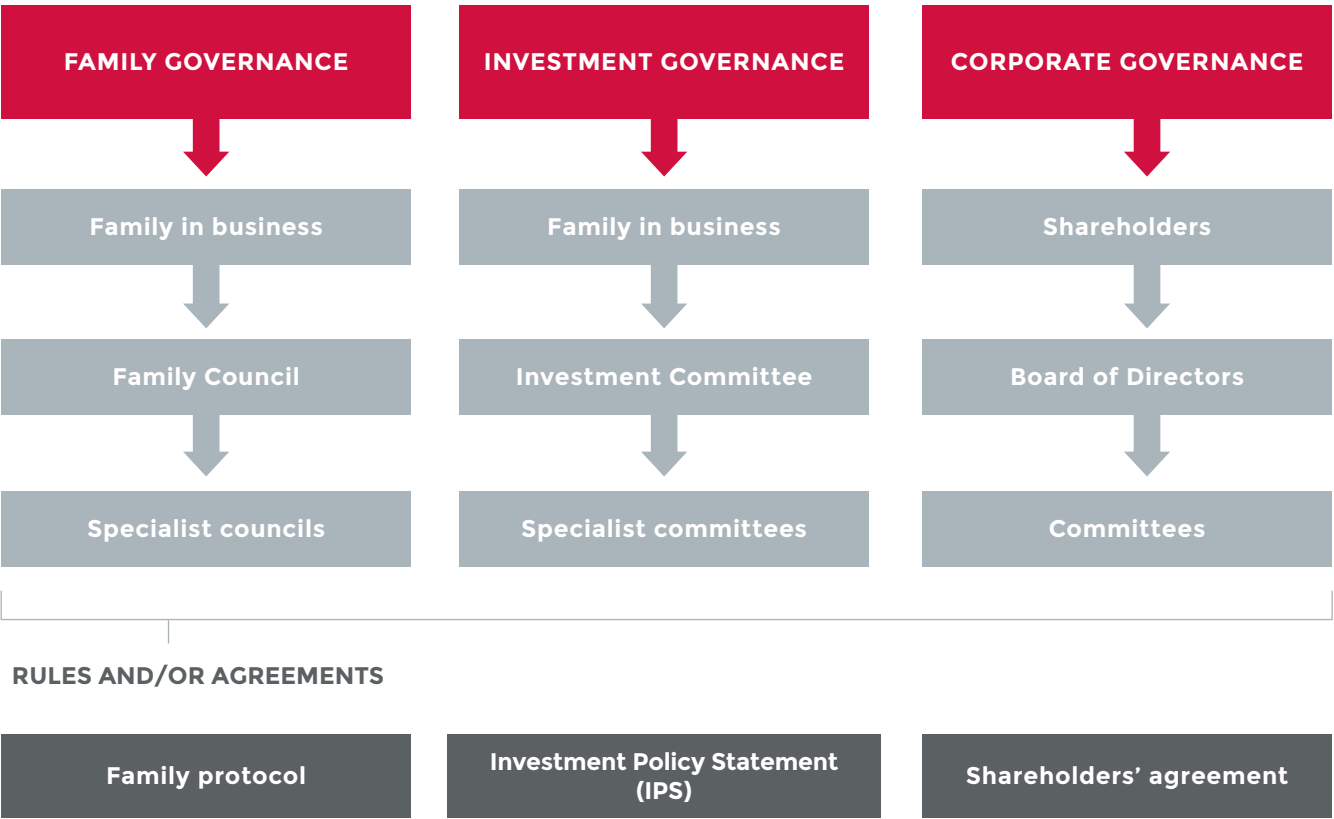 FAMILY GOVERNANCE
INVESTMENT GOVERNANCE
CORPORATE GOVERNANCE
Family in business
Family in business
Shareholders
Family Council
Investment Committee
Board of Directors
Specialist councils
Specialist committees
Committees
RULES AND/OR AGREEMENTS
Family protocol
Investment Policy Statement
(IPS)
Shareholders’ agreement